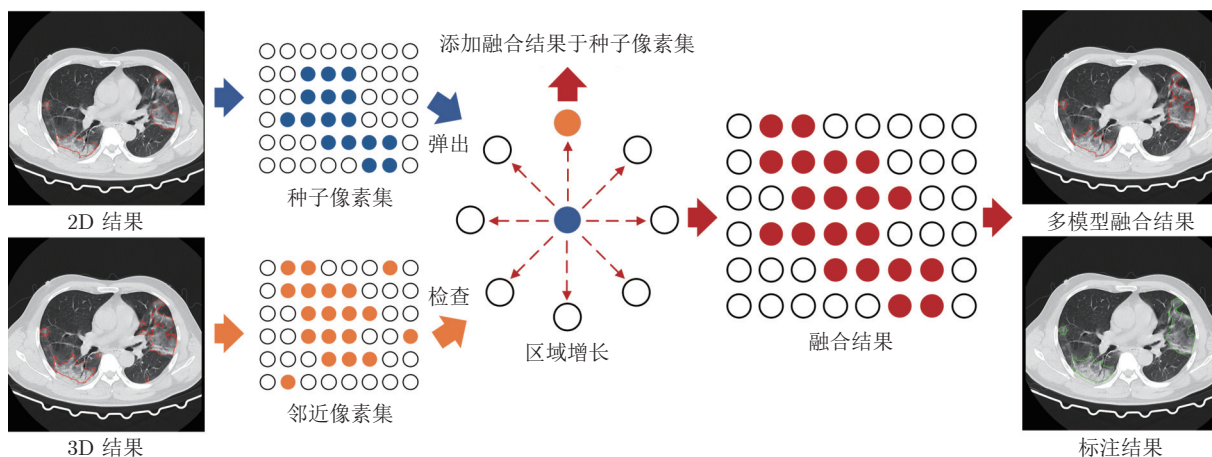 添加融合结果于种子像素集
弹出
种子像素集
2D 结果
多模型融合结果
检查
区域增长
融合结果
邻近像素集
3D 结果
标注结果